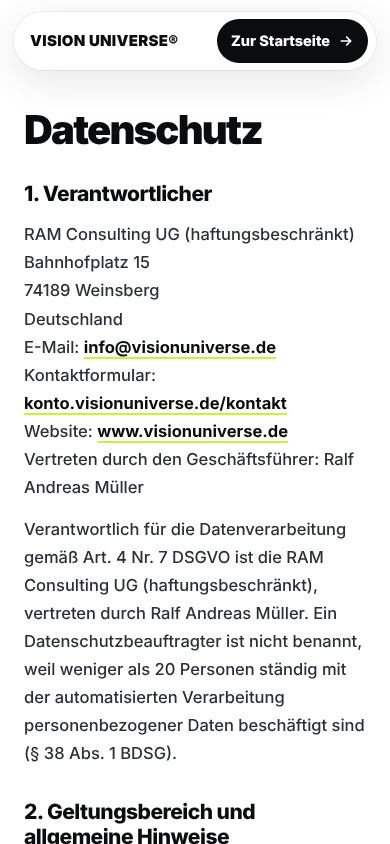 VISION UNIVERSE®
Zur Startseite →
Datenschutz
1. Verantwortlicher
RAM Consulting UG (haftungsbeschränkt)
Bahnhofplatz 15
74189 Weinsberg
Deutschland
E-Mail: info@visionuniverse.de
Kontaktformular:
konto.visionuniverse.de/kontakt
Website: www.visionuniverse.de
Vertreten durch den Geschäftsführer: Ralf
Andreas Müller
Verantwortlich für die Datenverarbeitung
gemäß Art. 4 Nr. 7 DSGVO ist die RAM
Consulting UG (haftungsbeschränkt),
vertreten durch Ralf Andreas Müller. Ein
Datenschutzbeauftragter ist nicht benannt,
weil weniger als 20 Personen ständig mit
der automatisierten Verarbeitung
personenbezogener Daten beschäftigt sind
(§ 38 Abs. 1 BDSG).
2. Geltungsbereich und
allgemeine Hinweise